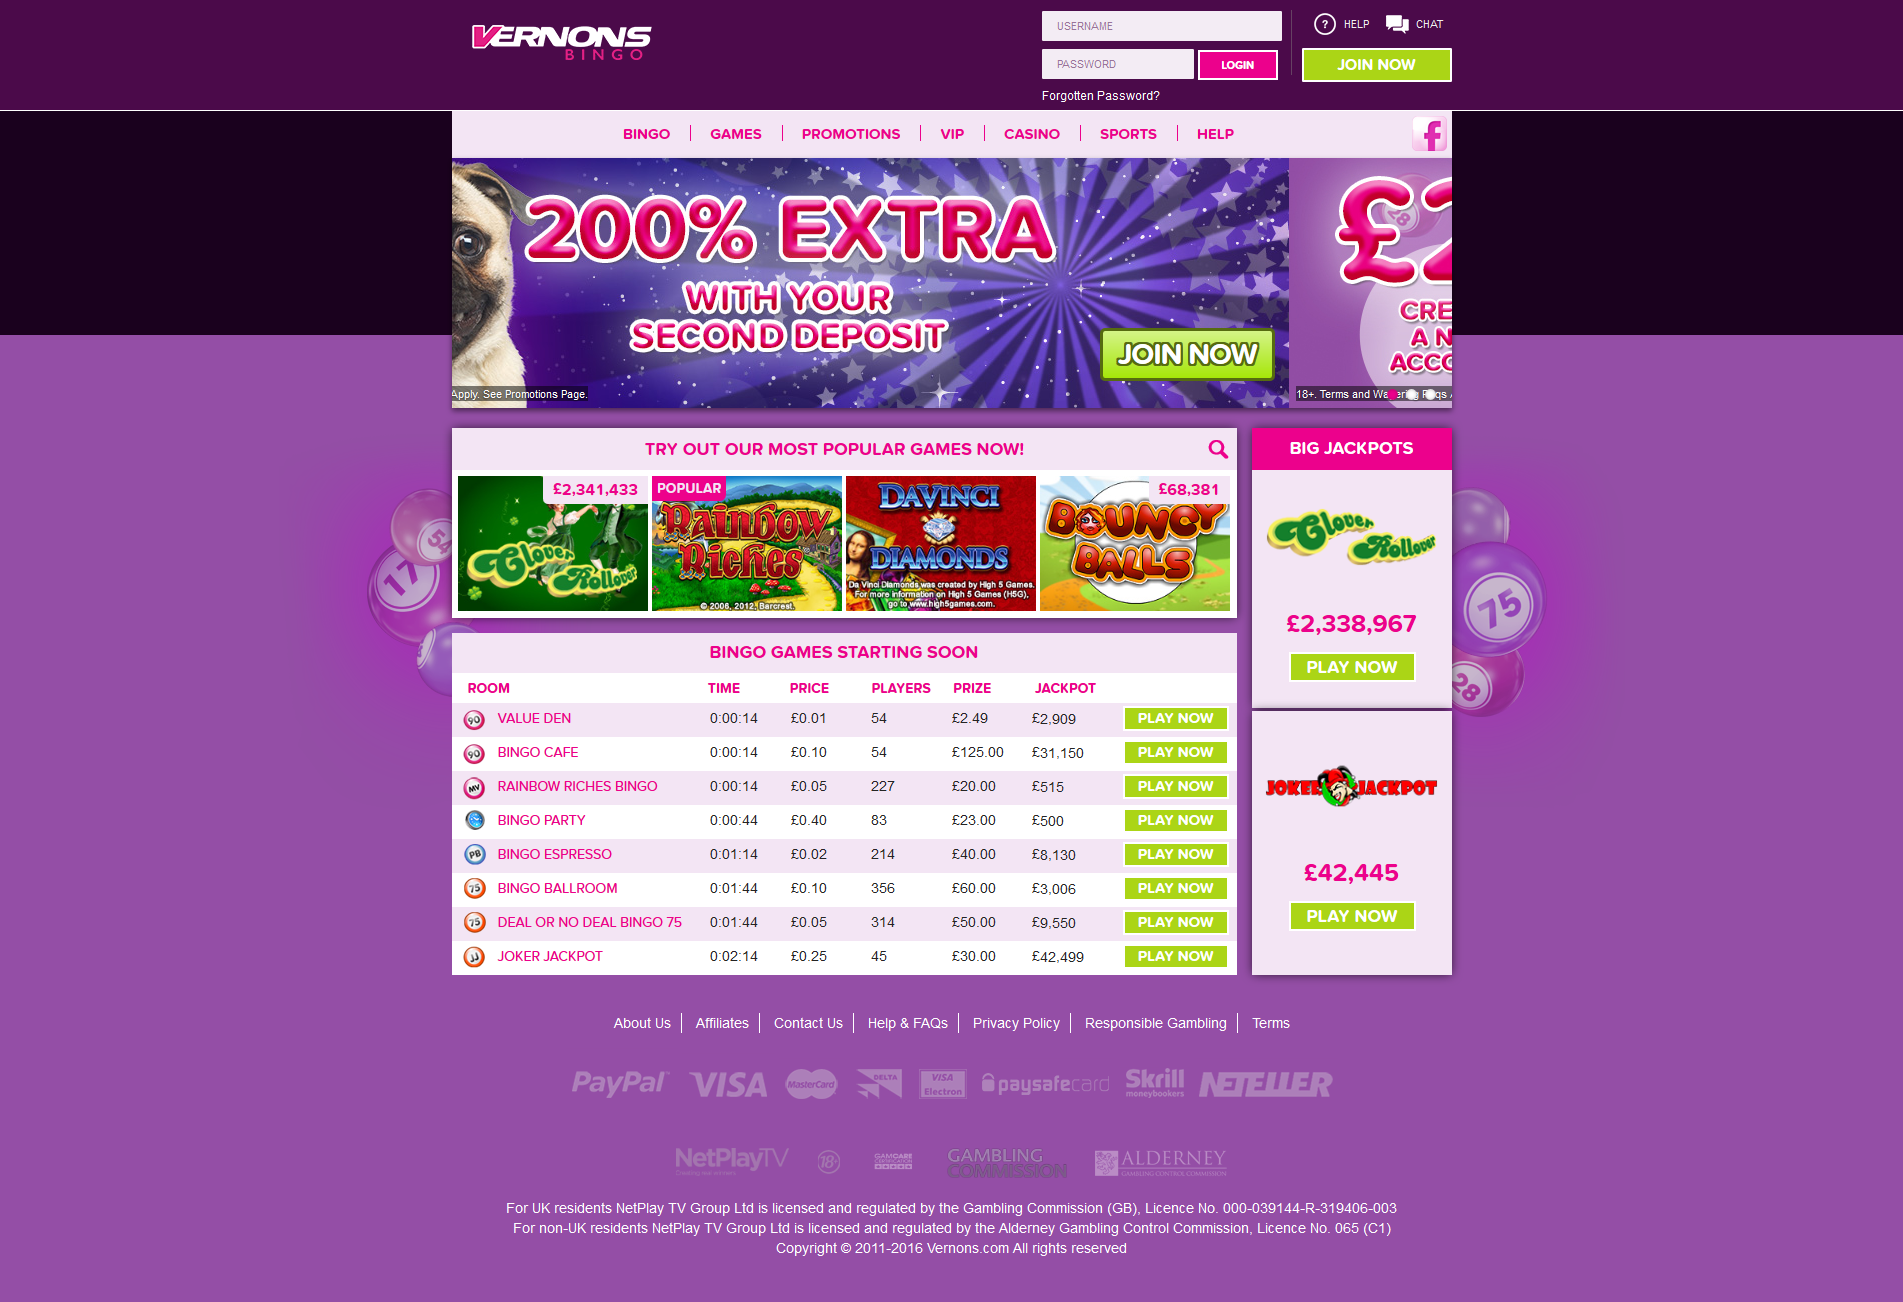 VERNONS
BINGO
USERNAME
PASSWORD
LOGIN
Forgotten Password?
? HELP
CHAT
JOIN NOW
BINGO GAMES PROMOTIONS VIP CASINO SPORTS HELP
200% EXTRA
WITH YOUR
SECOND DEPOSIT
JOIN NOW
Apply. See Promotions Page.
28
£2
CRE
A N
ACCO
18+. Terms and Wagering Reqs
TRY OUT OUR MOST POPULAR GAMES NOW!
£2,341,433
Clover
Rollover
POPULAR
Rainbow
Riches
© 2006, 2012, Barcrest.
DAVINCI
DIAMONDS
Da Vinci Diamonds was created by High 5 Games.
For more information on High 5 Games (H5G),
go to www.high5games.com.
£68,381
BOUNCY
BALLS
BIG JACKPOTS
Clover
Rollover
£2,338,967
PLAY NOW
JOKER JACKPOT
£42,445
PLAY NOW
54
17
75
28
BINGO GAMES STARTING SOON
ROOM TIME PRICE PLAYERS PRIZE JACKPOT
90 VALUE DEN 0:00:14 £0.01 54 £2.49 £2,909 PLAY NOW
90 BINGO CAFE 0:00:14 £0.10 54 £125.00 £31,150 PLAY NOW
MV RAINBOW RICHES BINGO 0:00:14 £0.05 227 £20.00 £515 PLAY NOW
BINGO PARTY 0:00:44 £0.40 83 £23.00 £500 PLAY NOW
PB BINGO ESPRESSO 0:01:14 £0.02 214 £40.00 £8,130 PLAY NOW
75 BINGO BALLROOM 0:01:44 £0.10 356 £60.00 £3,006 PLAY NOW
75 DEAL OR NO DEAL BINGO 75 0:01:44 £0.05 314 £50.00 £9,550 PLAY NOW
JJ JOKER JACKPOT 0:02:14 £0.25 45 £30.00 £42,499 PLAY NOW
About Us Affiliates Contact Us Help & FAQs Privacy Policy Responsible Gambling Terms
PayPal VISA MasterCard DELTA VISA Electron paysafecard Skrill moneybookers NETELLER
NetPlayTV 18 GAMCARE CERTIFICATION GAMBLING COMMISSION ALDERNEY GAMBLING CONTROL COMMISSION
For UK residents NetPlay TV Group Ltd is licensed and regulated by the Gambling Commission (GB), Licence No. 000-039144-R-319406-003
For non-UK residents NetPlay TV Group Ltd is licensed and regulated by the Alderney Gambling Control Commission, Licence No. 065 (C1)
Copyright © 2011-2016 Vernons.com All rights reserved